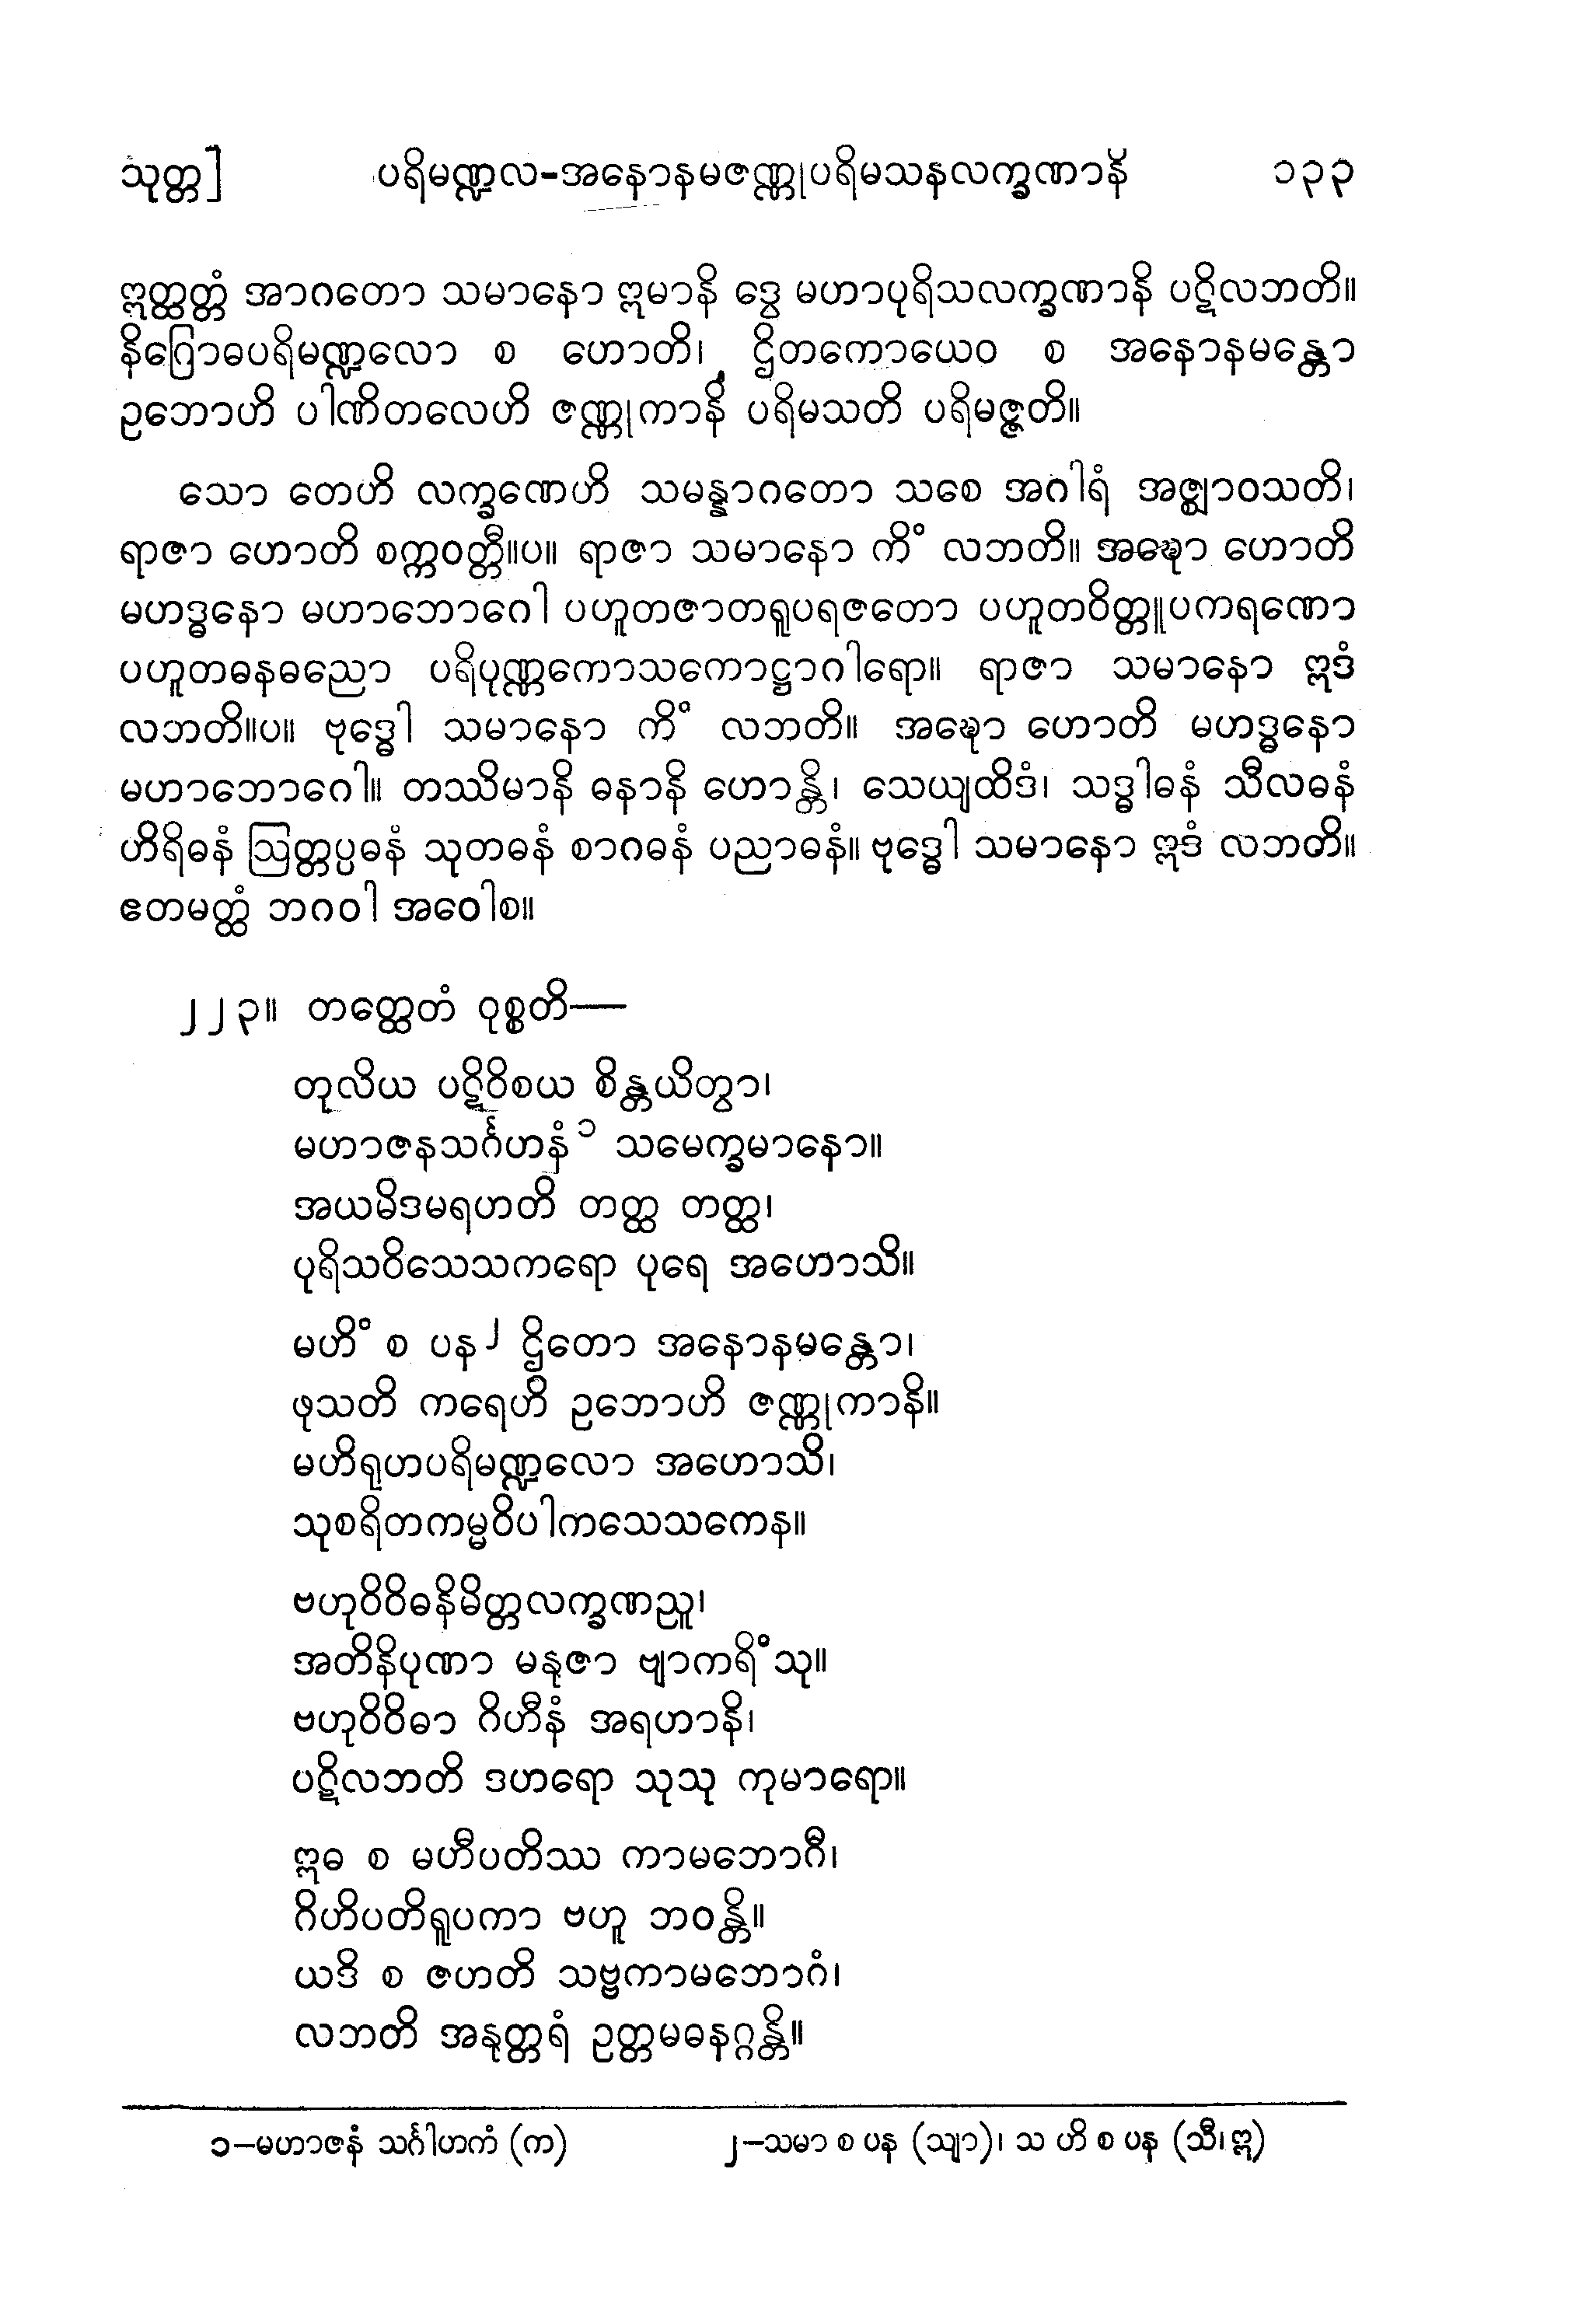 သုတ္တ] ပရိမဏ္ဍလ-အနောနမဇဏ္ဏုပရိမသနလက္ခဏာနိ ၁၃၃
ဣတ္ထတ္တံ အာဂတော သမာနော ဣမာနိ ဒွေ မဟာပုရိသလက္ခဏာနိ ပဋိလဘတိ။
နိဂြောဓပရိမဏ္ဍလော စ ဟောတိ၊ ဌိတကောယေဝ စ အနောနမန္တော
ဥဘောဟိ ပါဏိတလေဟိ ဇဏ္ဏုကာနိ ပရိမသတိ ပရိမဇ္ဇတိ။
သော တေဟိ လက္ခဏေဟိ သမန္နာဂတော သစေ အဂါရံ အဇ္ဈာဝသတိ၊
ရာဇာ ဟောတိ စက္ကဝတ္တီ။ပ။ ရာဇာ သမာနော ကိံ လဘတိ။ အဍ္ဎော ဟောတိ
မဟဒ္ဓနော မဟာဘောဂေါ ပဟူတဇာတရူပရဇတော ပဟူတဝိတ္တူပကရဏော
ပဟူတဓနဓညော ပရိပုဏ္ဏကောသကောဋ္ဌာဂါရော။ ရာဇာ သမာနော ဣဒံ
လဘတိ။ပ။ ဗုဒ္ဓေါ သမာနော ကိံ လဘတိ။ အဍ္ဎော ဟောတိ မဟဒ္ဓနော
မဟာဘောဂေါ။ တဿိမာနိ ဓနာနိ ဟောန္တိ၊ သေယျထိဒံ၊ သဒ္ဓါဓနံ သီလဓနံ
ဟိရိဓနံ ဩတ္တပ္ပဓနံ သုတဓနံ စာဂဓနံ ပညာဓနံ။ ဗုဒ္ဓေါ သမာနော ဣဒံ လဘတိ။
ဧတမတ္ထံ ဘဂဝါ အဝေါစ။
၂၂၃။ တတ္ထေတံ ဝုစ္စတိ—
တုလိယ ပဋိဝိစယ စိန္တယိတွာ၊
မဟာဇနသင်္ဂဟနံ ၁ သမေက္ခမာနော။
အယမိဒမရဟတိ တတ္ထ တတ္ထ၊
ပုရိသဝိသေသကရော ပုရေ အဟောသိ။
မဟိံ စ ပန ၂ ဌိတော အနောနမန္တော၊
ဖုသတိ ကရေဟိ ဥဘောဟိ ဇဏ္ဏုကာနိ။
မဟိရုဟပရိမဏ္ဍလော အဟောသိ၊
သုစရိတကမ္မဝိပါကသေသကေန။
ဗဟုဝိဝိဓနိမိတ္တလက္ခဏညူ၊
အတိနိပုဏာ မနုဇာ ဗျာကရိံသု။
ဗဟုဝိဝိဓာ ဂိဟီနံ အရဟာနိ၊
ပဋိလဘတိ ဒဟရော သုသု ကုမာရော။
ဣဓ စ မဟီပတိဿ ကာမဘောဂီ၊
ဂိဟိပတိရူပကာ ဗဟူ ဘဝန္တိ။
ယဒိ စ ဇဟတိ သဗ္ဗကာမဘောဂံ၊
လဘတိ အနုတ္တရံ ဥတ္တမဓနဂ္ဂန္တိ။
၁—မဟာဇနံ သင်္ဂါဟကံ (က) ၂—သမာ စ ပန (သျာ)၊ သ ဟိ စ ပန (သီ၊ ဣ)